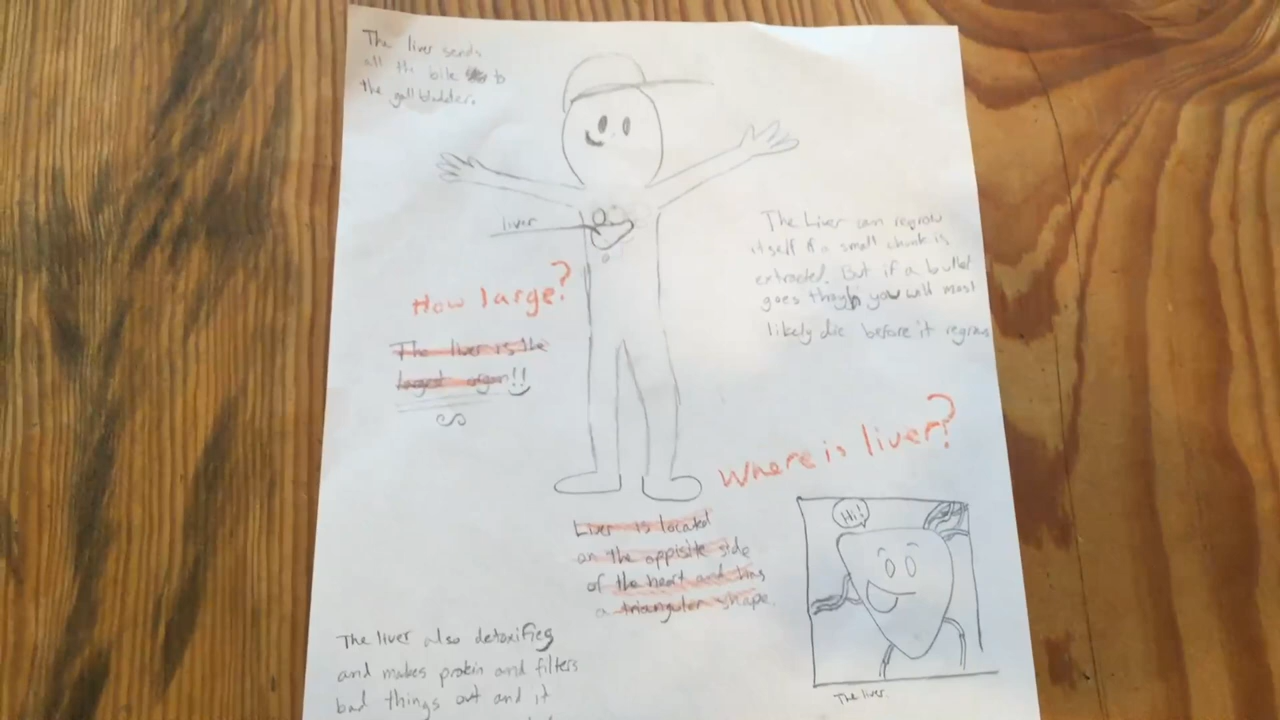 The liver sends
all the bile to
the gallbladder.
liver
The Liver can regrow
itself if a small chunk is
extracted. But if a bullet
goes though you will most
likely die before it regrows
How large?
The liver is the
largest organ!!
Where is liver?
Liver is located
on the opposite side
of the heart and has
a triangular shape.
Hi!
The liver.
The liver also detoxifies
and makes protein and filters
bad things out and it